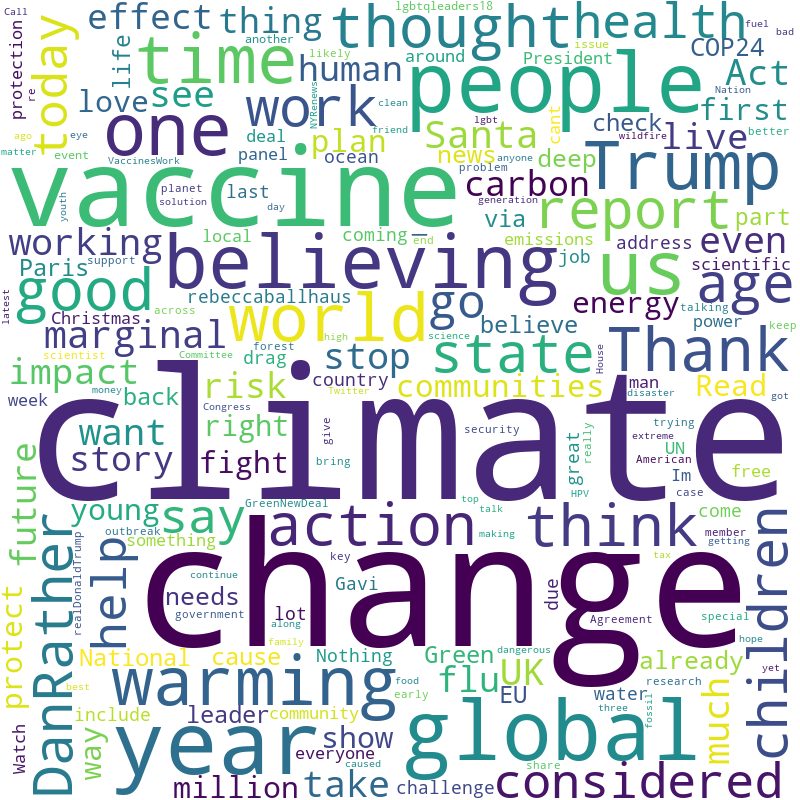 lgbtqleaders18
Call
fuel
bad
another
effect
thing
thought
health
issue
COP24
likely
around
President
protection
re
today
life
time
human
people
Nation
Act
love
see
work
NYRenews
clean
friend
lgbt
cant
wildfire
first
better
ago
eye
one
deal
plan
Santa
check
live
matter
event
panel
ocean
news
anyone
deep
Trump
VaccinesWork
problem
vaccine
planet
solution
last
day
carbon
generation
report
part
youth
via
working
local
coming
—
end
emissions
job
address
even
scientific
Paris
support
believing
us
talking
age
latest
good
rebeccaballhaus
go
energy
power
keep
Christmas
across
world
believe
marginal
high
science
state
House
Thank
scientist
Committee
forest
drag
stop
disaster
got
impact
money
back
risk
country
Twitter
communities
man
Read
week
Congress
want
right
give
great
really
trying
extreme
American
climate
story
fight
bring
security
UN
Im
case
free
future
young
GreenNewDeal
top
HPV
say
action
talk
think
come
outbreak
making
member
getting
DanRather
realDonaldTrump
something
help
change
key
tax
children
continue
needs
Gavi
due
government
lot
along
Agreement
special
protect
family
hope
National
cause
Nothing
Green
dangerous
UK
already
yet
best
warming
food
flu
research
much
early
EU
water
three
fossil
Watch
way
include
leader
community
show
global
year
everyone
caused
share
million
take
challenge
considered